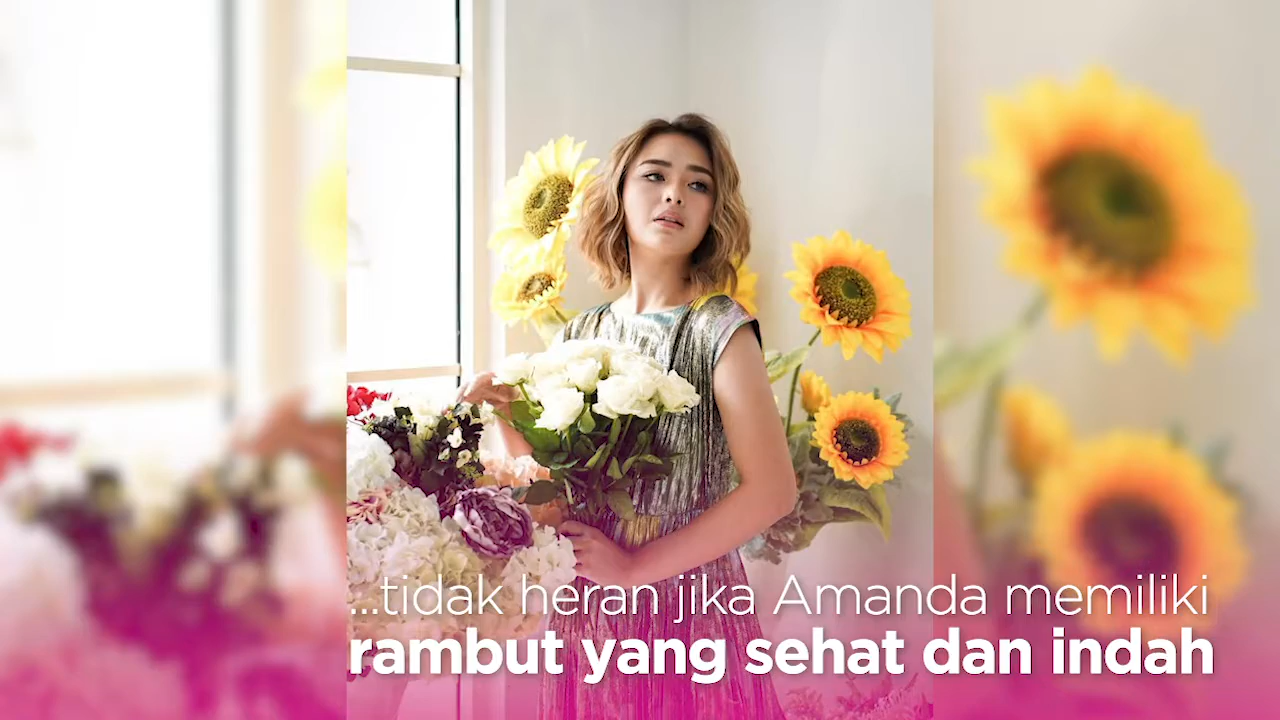 ...tidak heran jika Amanda memiliki
rambut yang sehat dan indah